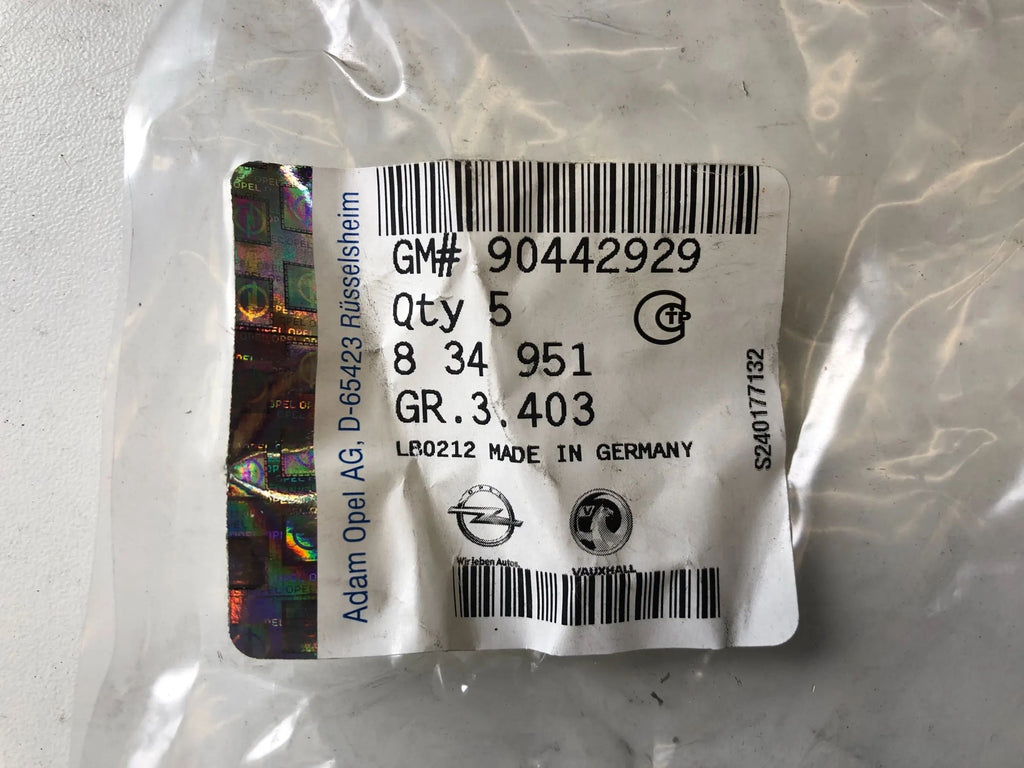 GM# 90442929
Qty 5
8 34 951
GR.3.403
LB0212 MADE IN GERMANY
OPEL
Wir leben Autos.
VAUXHALL
Adam Opel AG, D-65423 Rüsselsheim
S240177132